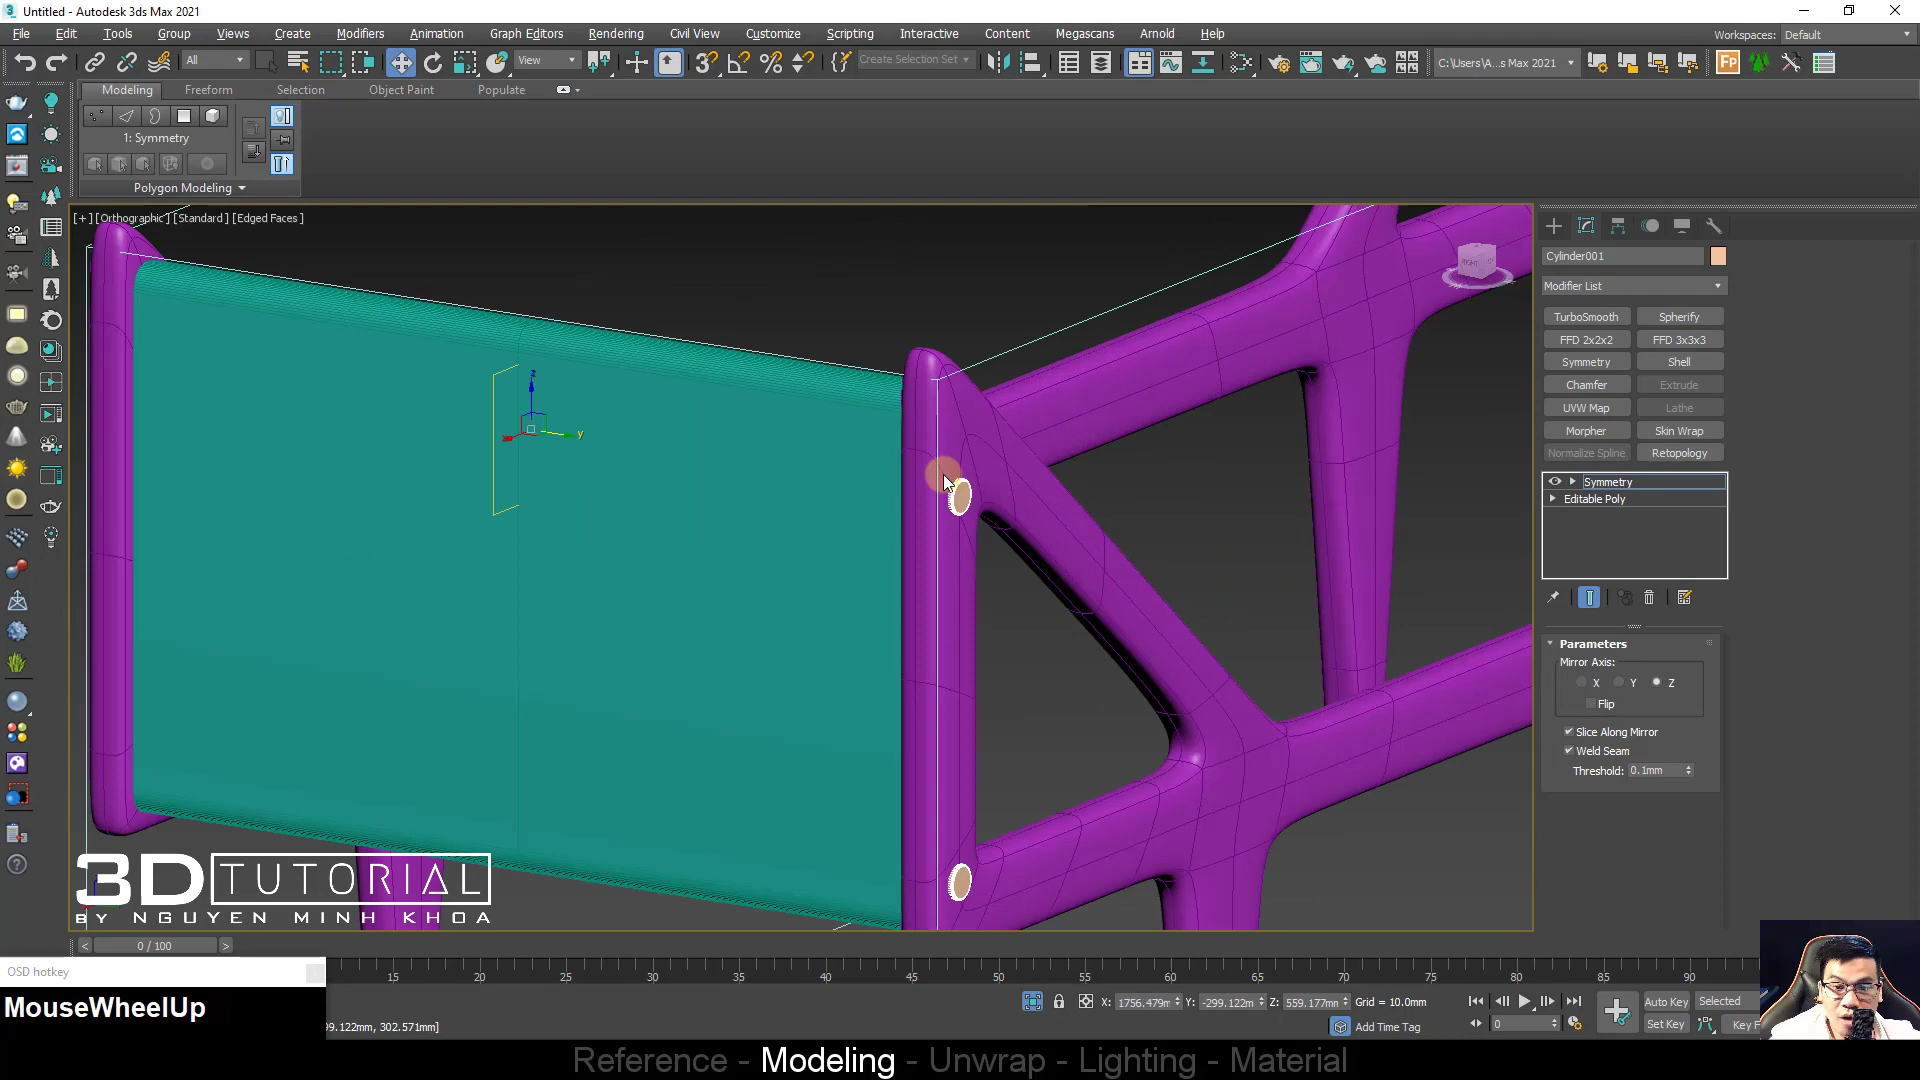 Untitled - Autodesk 3ds Max 2021
File Edit Tools Group Views Create Modifiers Animation Graph Editors Rendering Civil View Customize Scripting Interactive Content Megascans Arnold Help
Workspaces: Default
All View Create Selection Set C:\Users\A...s Max 2021
Modeling Freeform Selection Object Paint Populate
1: Symmetry
Polygon Modeling
[+] [Orthographic] [Standard] [Edged Faces]
Cylinder001
Modifier List
TurboSmooth Spherify
FFD 2x2x2 FFD 3x3x3
Symmetry Shell
Chamfer Extrude
UVW Map Lathe
Morpher Skin Wrap
Normalize Spline Retopology
Symmetry
Editable Poly
Parameters
Mirror Axis:
X Y Z
Flip
Slice Along Mirror
Weld Seam
Threshold: 0.1mm
z
x
y
RIGHT
3D TUTORIAL
BY NGUYEN MINH KHOA
0 / 100
OSD hotkey
MouseWheelUp
15 20 25 30 35 40 45 50 55 60 65 70 75 80 85 90
X: 1756.479m Y: -299.122m Z: 559.177mm Grid = 10.0mm
Auto Key Selected
9.122mm, 302.571mm]
Add Time Tag
0
Set Key Key F
Reference - Modeling - Unwrap - Lighting - Material